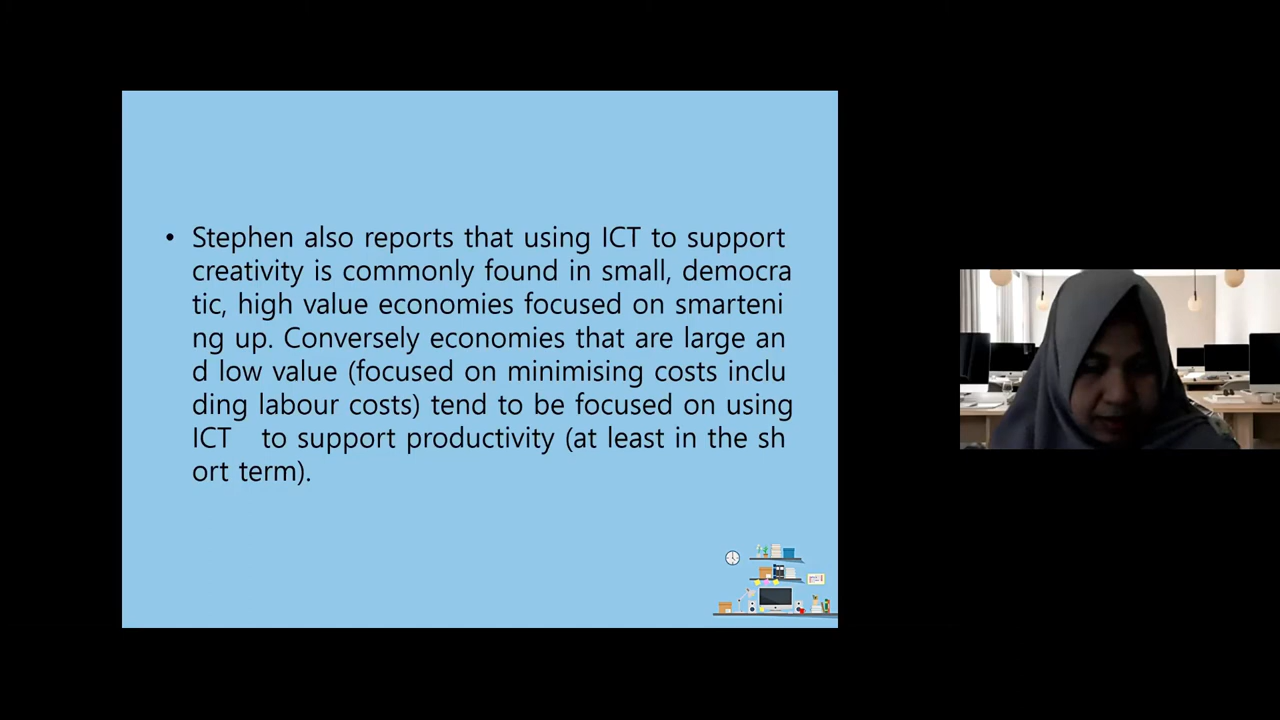 • Stephen also reports that using ICT to support
creativity is commonly found in small, democra
tic, high value economies focused on smarteni
ng up. Conversely economies that are large an
d low value (focused on minimising costs inclu
ding labour costs) tend to be focused on using
ICT   to support productivity (at least in the sh
ort term).